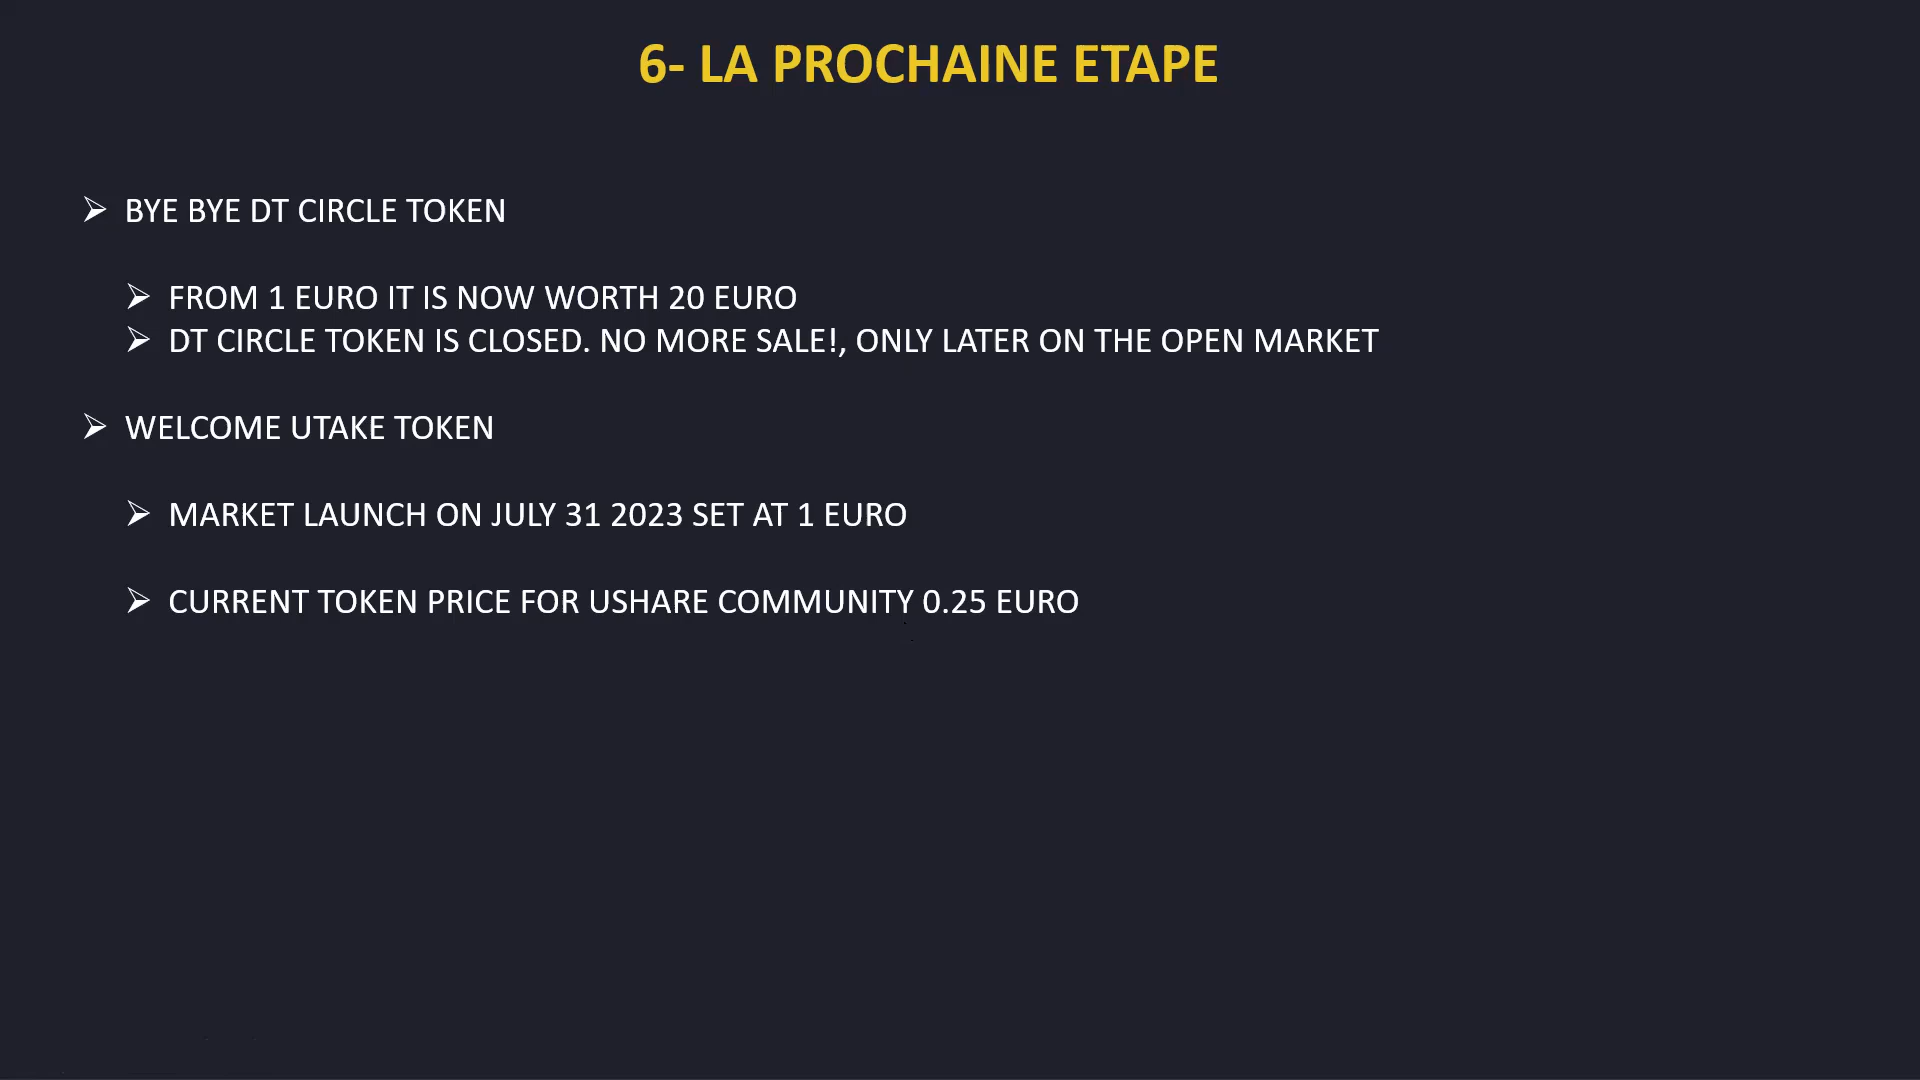 6- LA PROCHAINE ETAPE
➢ BYE BYE DT CIRCLE TOKEN
➢ FROM 1 EURO IT IS NOW WORTH 20 EURO
➢ DT CIRCLE TOKEN IS CLOSED. NO MORE SALE!, ONLY LATER ON THE OPEN MARKET
➢ WELCOME UTAKE TOKEN
➢ MARKET LAUNCH ON JULY 31 2023 SET AT 1 EURO
➢ CURRENT TOKEN PRICE FOR USHARE COMMUNITY 0.25 EURO